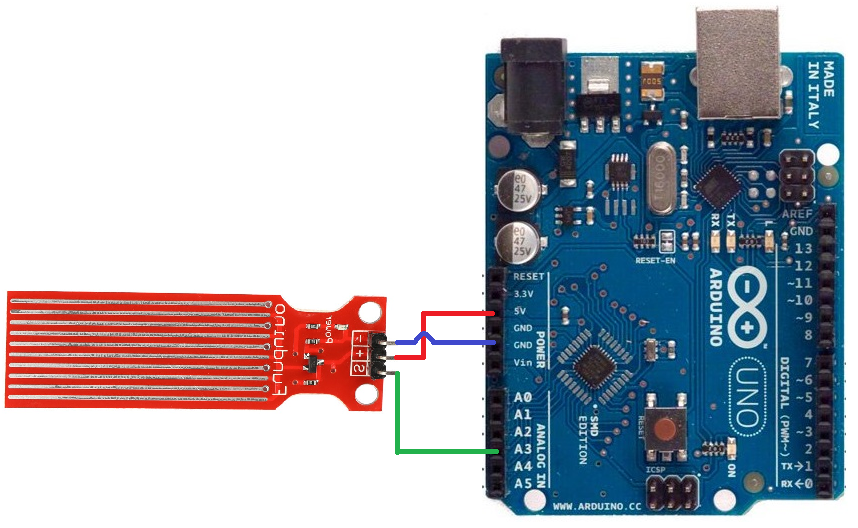 MADE
IN ITALY
e0
47
25V
e0
47
25V
16000
RX
TX
L
RESET-EN
AREF
GND
13
12
~11
~10
~9
8
7
~6
~5
4
~3
2
TX→1
RX←0
DIGITAL (PWM~)
ARDUINO
UNO
RESET
3.3V
5V
GND
GND
Vin
POWER
A0
A1
A2
A3
A4
A5
ANALOG IN
SMD
EDITION
RESET
ICSP
ON
WWW.ARDUINO.CC
Funduino
Power
-
+
S